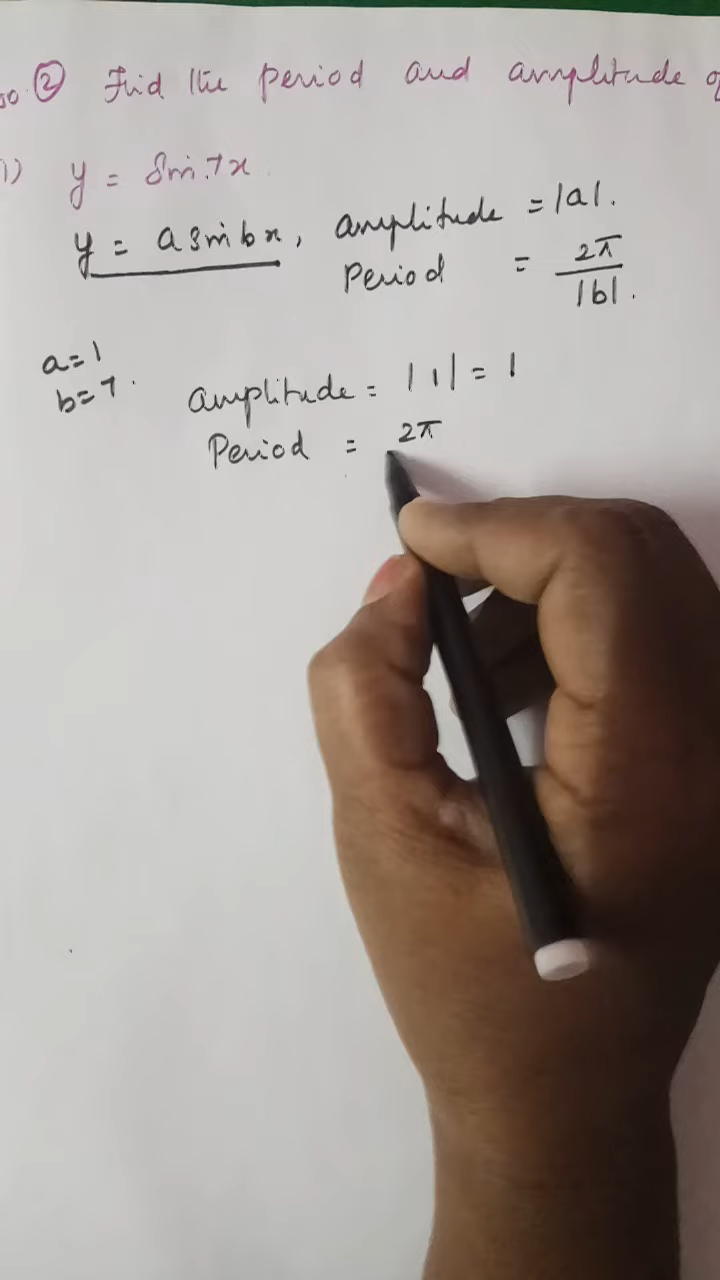 ② Find the period and amplitude of
1) y = sin 7x
y = a sin bx, amplitude = |a|.
Period = 2π/|b|.
a=1
b=7.
amplitude = |1| = 1
Period = 2π